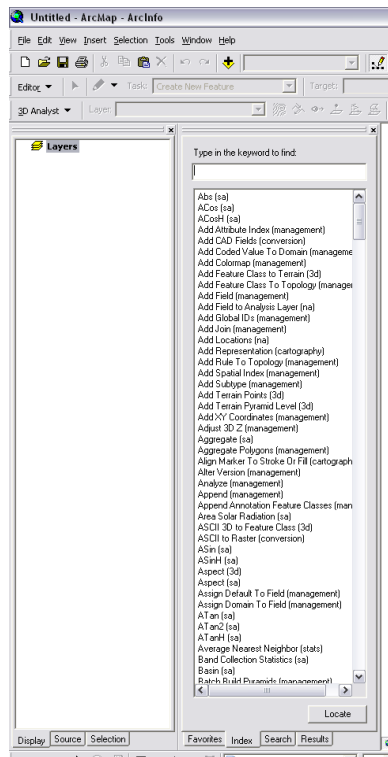 Untitled - ArcMap - ArcInfo
File Edit View Insert Selection Tools Window Help
Editor Task: Create New Feature Target:
3D Analyst Layer:
Layers
Type in the keyword to find:
Abs (sa)
ACos (sa)
ACosH (sa)
Add Attribute Index (management)
Add CAD Fields (conversion)
Add Coded Value To Domain (manageme
Add Colormap (management)
Add Feature Class to Terrain (3d)
Add Feature Class To Topology (manager
Add Field (management)
Add Field to Analysis Layer (na)
Add Global IDs (management)
Add Join (management)
Add Locations (na)
Add Representation (cartography)
Add Rule To Topology (management)
Add Spatial Index (management)
Add Subtype (management)
Add Terrain Points (3d)
Add Terrain Pyramid Level (3d)
Add XY Coordinates (management)
Adjust 3D Z (management)
Aggregate (sa)
Aggregate Polygons (management)
Align Marker To Stroke Or Fill (cartograph
Alter Version (management)
Analyze (management)
Append (management)
Append Annotation Feature Classes (man
Area Solar Radiation (sa)
ASCII 3D to Feature Class (3d)
ASCII to Raster (conversion)
ASin (sa)
ASinH (sa)
Aspect (3d)
Aspect (sa)
Assign Default To Field (management)
Assign Domain To Field (management)
ATan (sa)
ATan2 (sa)
ATanH (sa)
Average Nearest Neighbor (stats)
Band Collection Statistics (sa)
Basin (sa)
Batch Build Pyramids (management)
Locate
Display Source Selection
Favorites Index Search Results